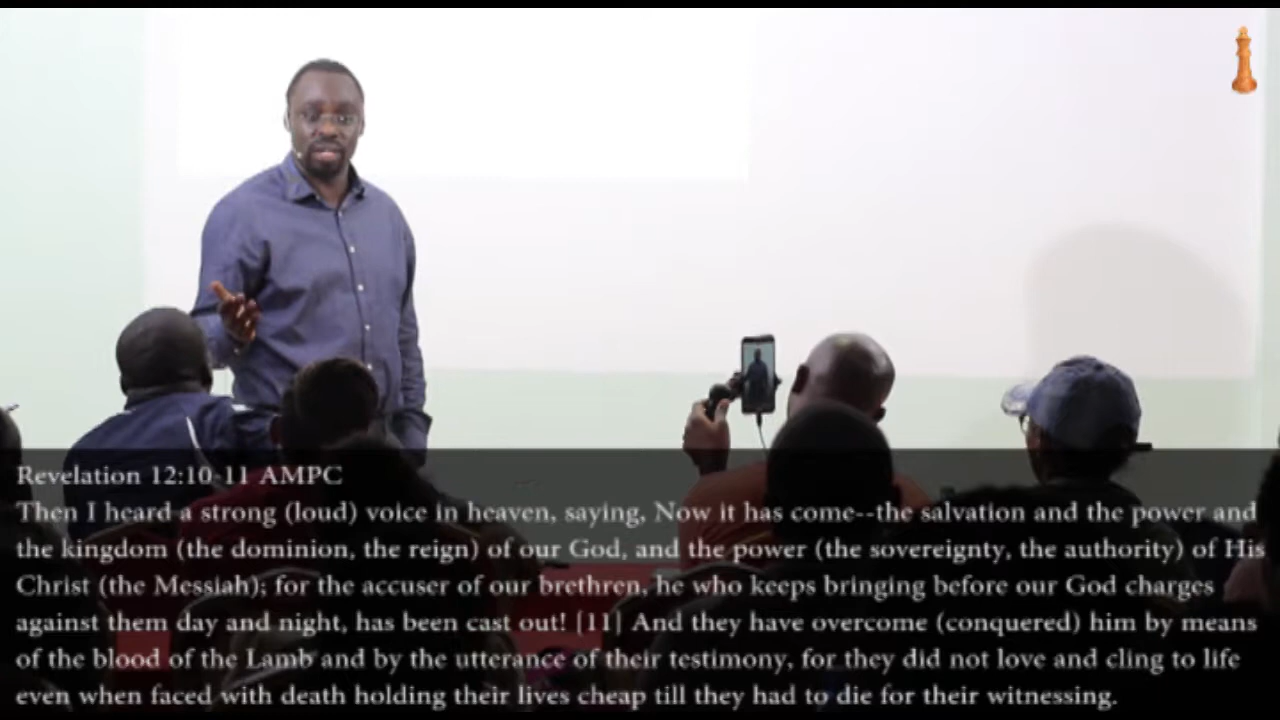 Revelation 12:10-11 AMPC
Then I heard a strong (loud) voice in heaven, saying, Now it has come--the salvation and the power and
the kingdom (the dominion, the reign) of our God, and the power (the sovereignty, the authority) of His
Christ (the Messiah); for the accuser of our brethren, he who keeps bringing before our God charges
against them day and night, has been cast out! [11] And they have overcome (conquered) him by means
of the blood of the Lamb and by the utterance of their testimony, for they did not love and cling to life
even when faced with death holding their lives cheap till they had to die for their witnessing.